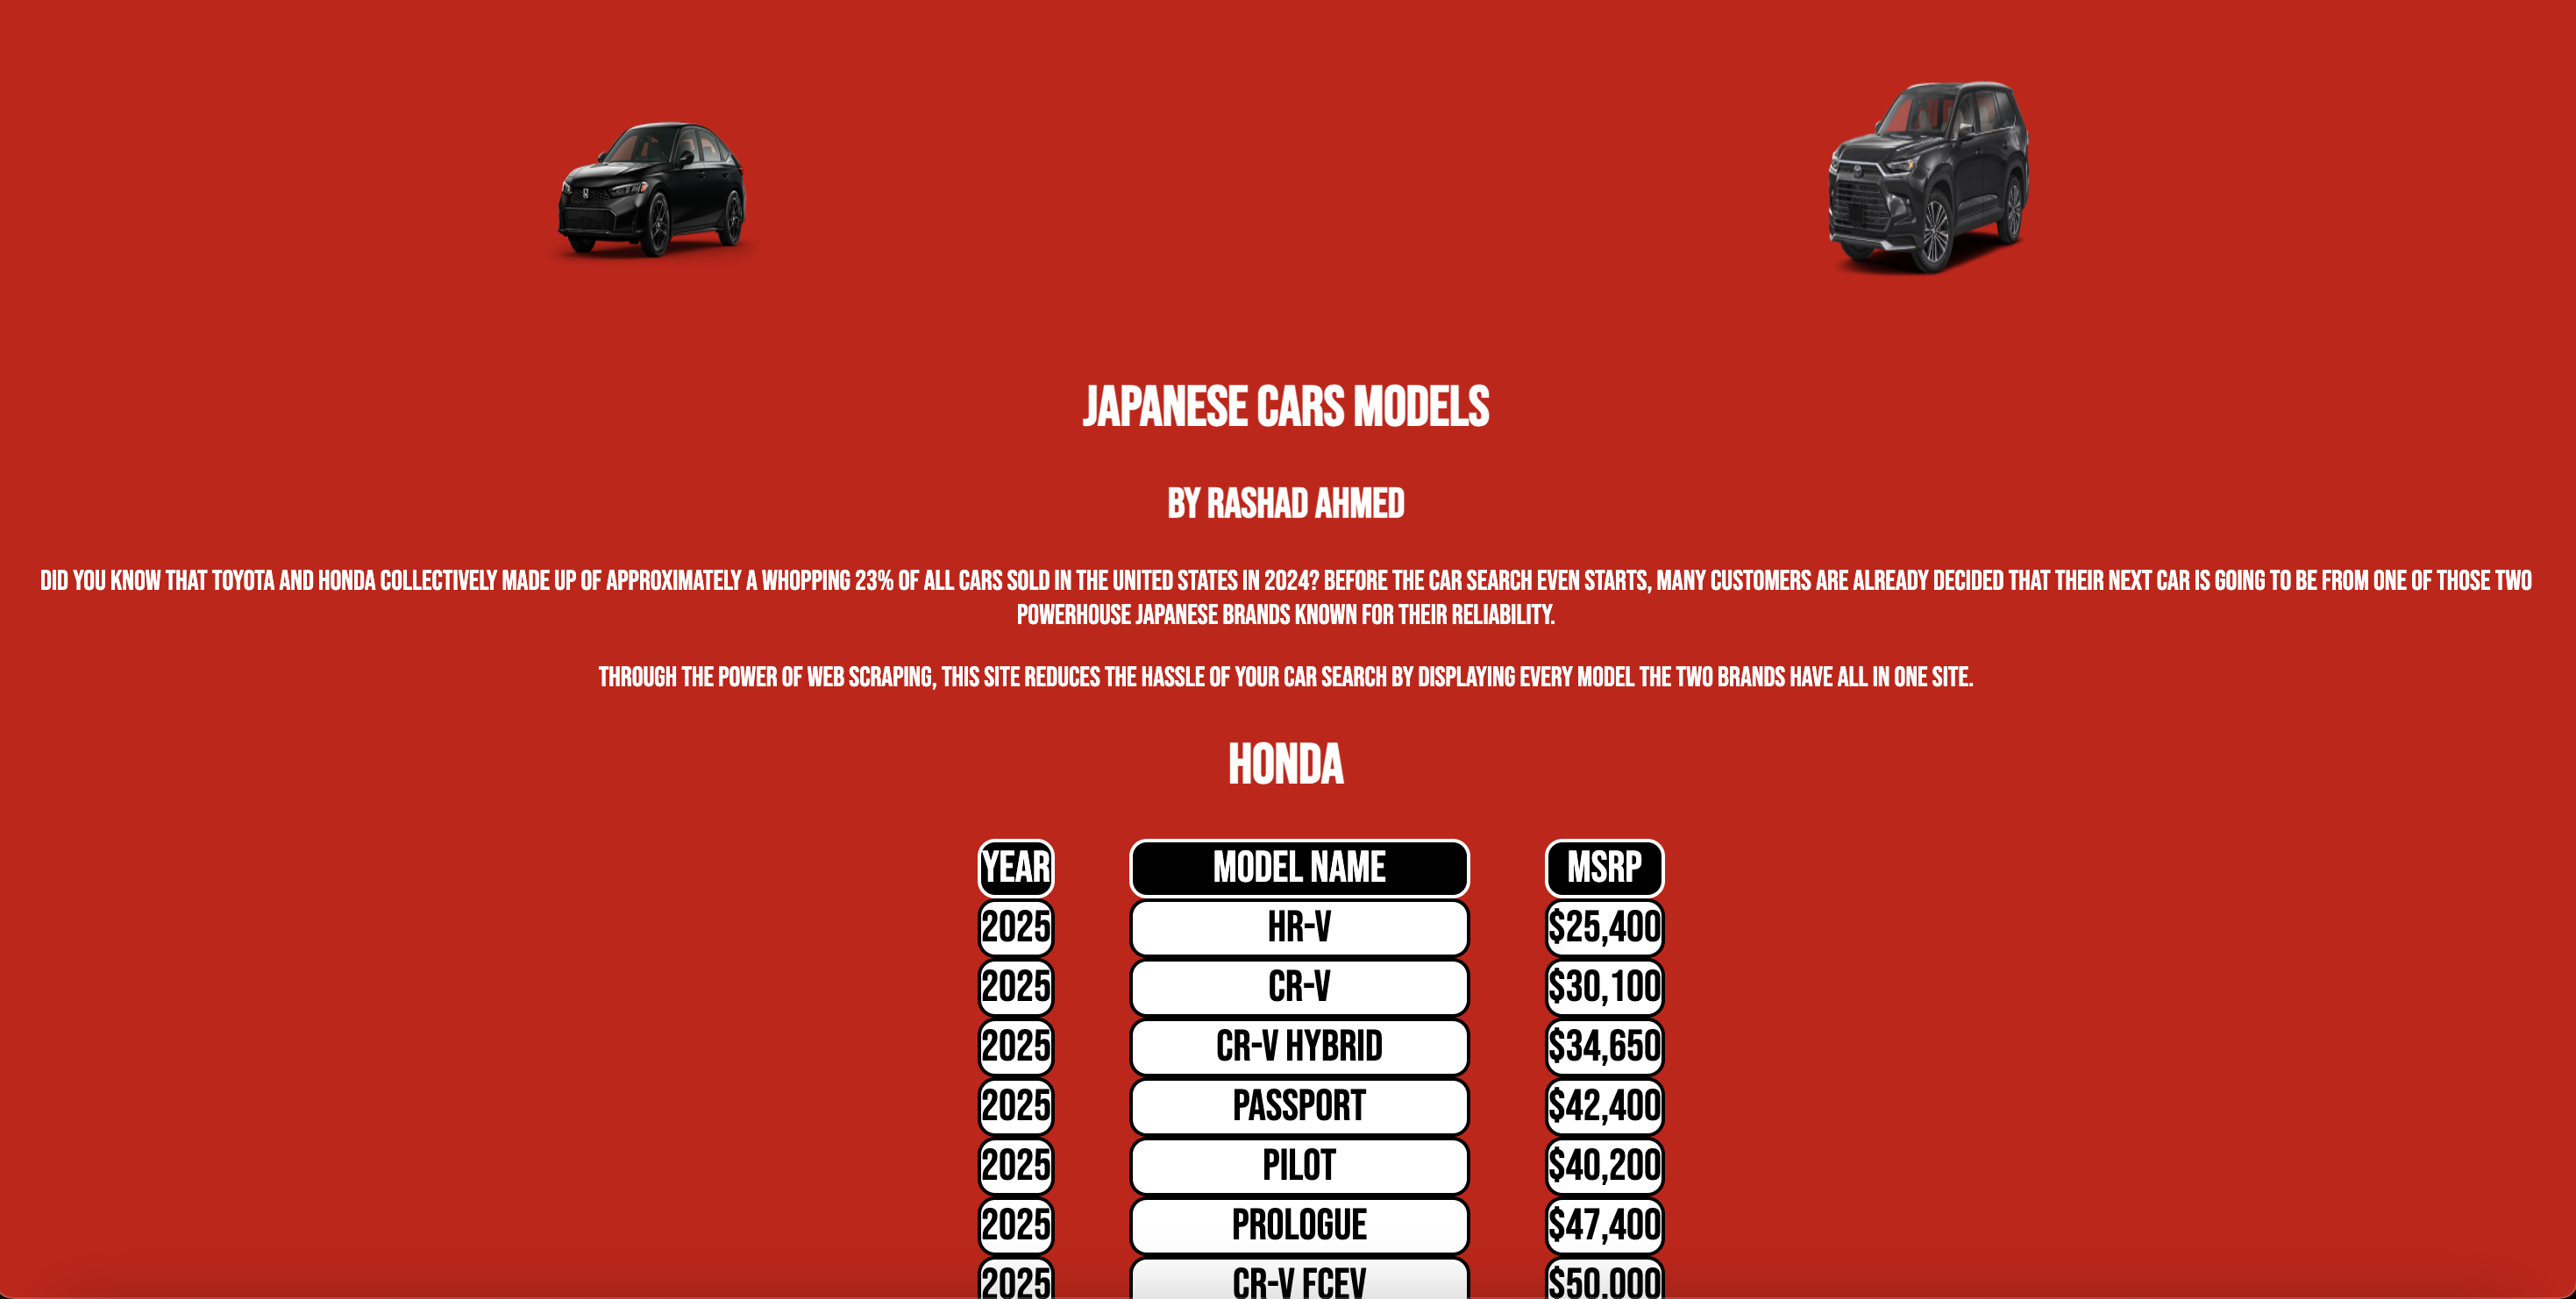 JAPANESE CARS MODELS
BY RASHAD AHMED
DID YOU KNOW THAT TOYOTA AND HONDA COLLECTIVELY MADE UP OF APPROXIMATELY A WHOPPING 23% OF ALL CARS SOLD IN THE UNITED STATES IN 2024? BEFORE THE CAR SEARCH EVEN STARTS, MANY CUSTOMERS ARE ALREADY DECIDED THAT THEIR NEXT CAR IS GOING TO BE FROM ONE OF THOSE TWO
POWERHOUSE JAPANESE BRANDS KNOWN FOR THEIR RELIABILITY.
THROUGH THE POWER OF WEB SCRAPING, THIS SITE REDUCES THE HASSLE OF YOUR CAR SEARCH BY DISPLAYING EVERY MODEL THE TWO BRANDS HAVE ALL IN ONE SITE.
HONDA
YEAR MODEL NAME MSRP
2025 HR-V $25,400
2025 CR-V $30,100
2025 CR-V HYBRID $34,650
2025 PASSPORT $42,400
2025 PILOT $40,200
2025 PROLOGUE $47,400
2025 CR-V FCEV $50,000